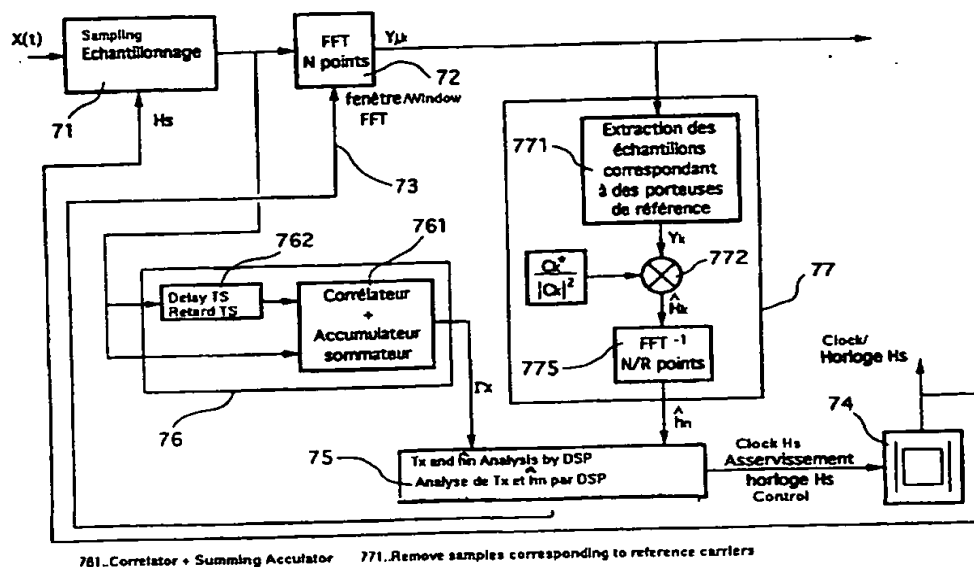 X(t)
Sampling
Echantillonnage
71
Hs
FFT
N points
72
Yj,k
fenêtre/Window
FFT
73
771
Extraction des
échantillons
correspondant
à des porteuses
de référence
Yk
Ck*
|Ck|²
772
Ĥk
77
775
FFT -1
N/R points
ĥn
762
761
Delay TS
Retard TS
Corrélateur
+
Accumulateur
sommateur
76
Γx
75
Tx and ĥn Analysis by DSP
Analyse de Tx et ĥn par DSP
Clock Hs
Asservissement
horloge Hs
Control
Clock/
Horloge Hs
74
761..Correlator + Summing Acculator
771..Remove samples corresponding to reference carriers